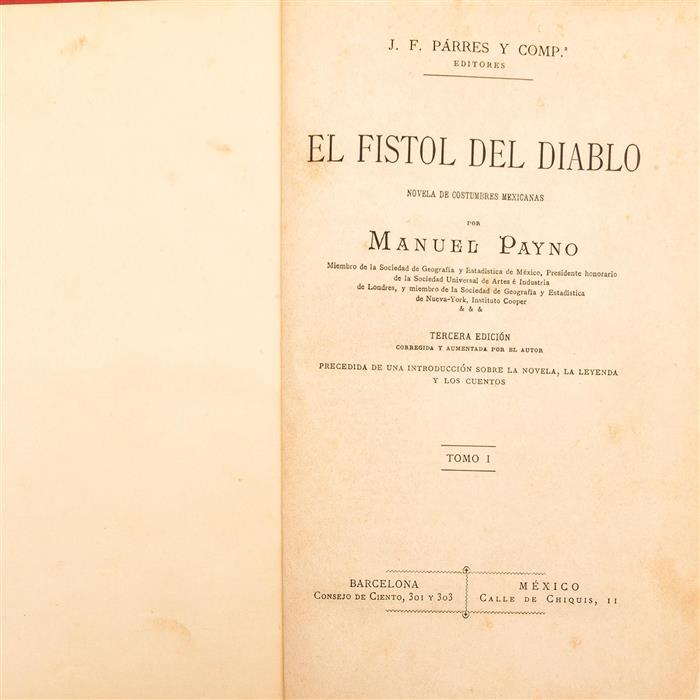 J. F. PÁRRES Y COMP.ª
EDITORES
EL FISTOL DEL DIABLO
NOVELA DE COSTUMBRES MEXICANAS
POR
MANUEL PAYNO
Miembro de la Sociedad de Geografía y Estadística de México, Presidente honorario
de la Sociedad Universal de Artes é Industria
de Londres, y miembro de la Sociedad de Geografía y Estadística
de Nueva-York, Instituto Cooper
& & &
TERCERA EDICIÓN
CORREGIDA Y AUMENTADA POR EL AUTOR
PRECEDIDA DE UNA INTRODUCCIÓN SOBRE LA NOVELA, LA LEYENDA
Y LOS CUENTOS
TOMO I
BARCELONA
CONSEJO DE CIENTO, 301 Y 303
MÉXICO
CALLE DE CHIQUIS, 11